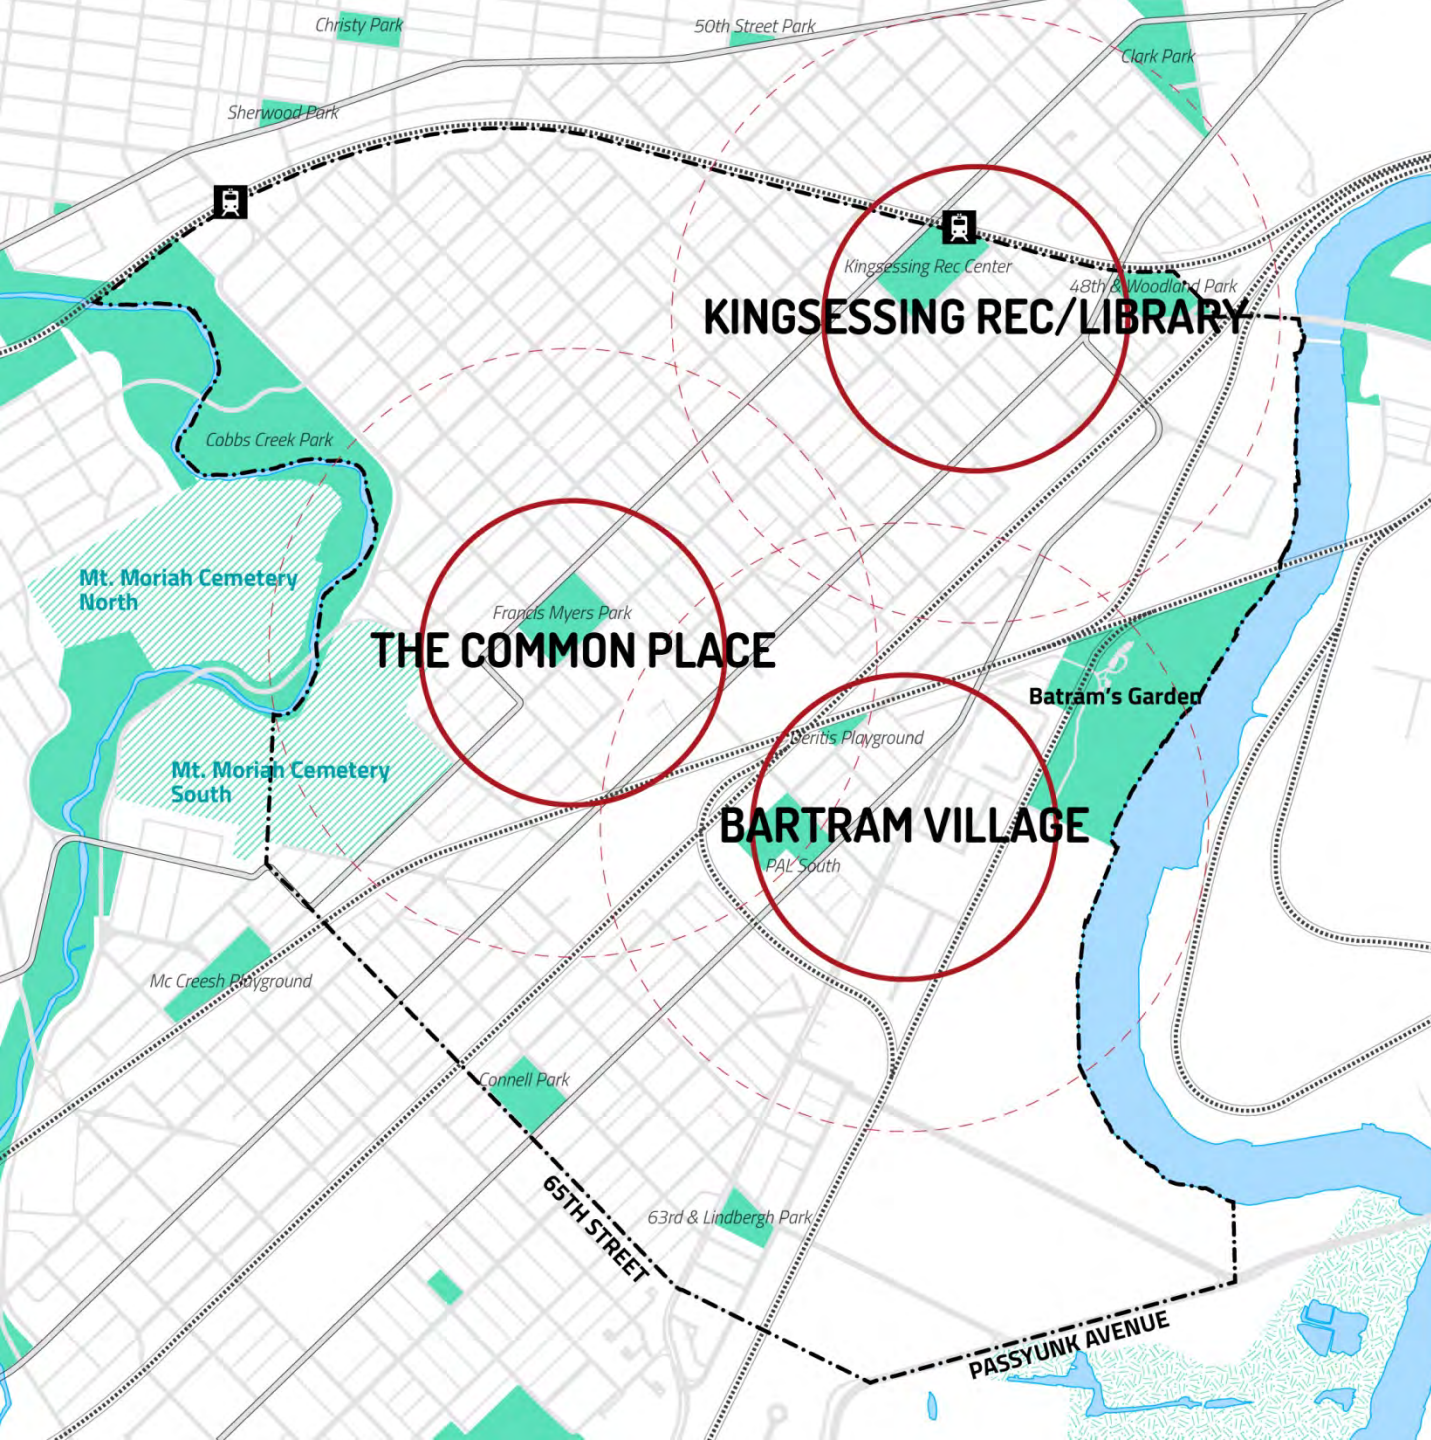 Christy Park
50th Street Park
Clark Park
Sherwood Park
Kingsessing Rec Center
48th & Woodland Park
KINGSESSING REC/LIBRARY
Cobbs Creek Park
Mt. Moriah Cemetery
North
Francis Myers Park
THE COMMON PLACE
Batram's Garden
Deritis Playground
Mt. Moriah Cemetery
South
BARTRAM VILLAGE
PAL South
Mc Creesh Playground
Connell Park
65TH STREET
63rd & Lindbergh Park
PASSYUNK AVENUE